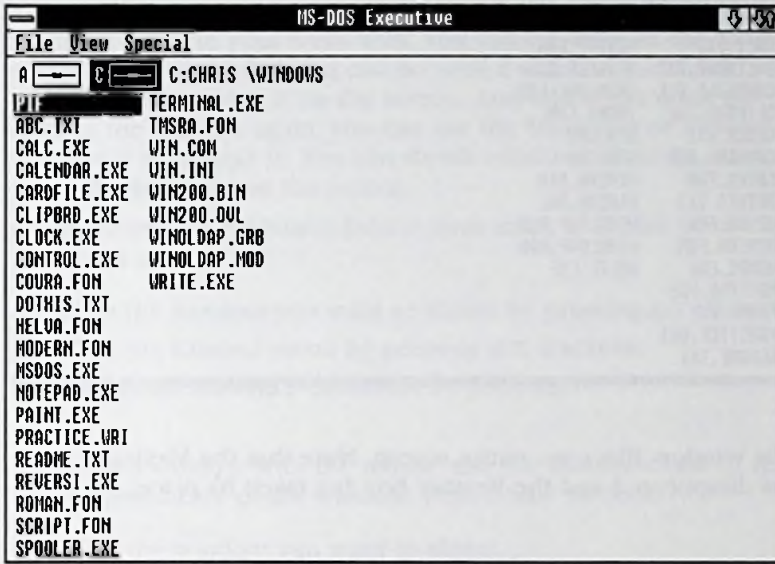 MS-DOS Executive
File View Special
A C C:CHRIS \WINDOWS
PIF TERMINAL.EXE
ABC.TXT TMSRA.FON
CALC.EXE WIN.COM
CALENDAR.EXE WIN.INI
CARDFILE.EXE WIN200.BIN
CLIPBRD.EXE WIN200.OVL
CLOCK.EXE WINOLDAP.GRB
CONTROL.EXE WINOLDAP.MOD
COURA.FON WRITE.EXE
DOTHIS.TXT
HELVA.FON
MODERN.FON
MSDOS.EXE
NOTEPAD.EXE
PAINT.EXE
PRACTICE.WRI
README.TXT
REVERSI.EXE
ROMAN.FON
SCRIPT.FON
SPOOLER.EXE